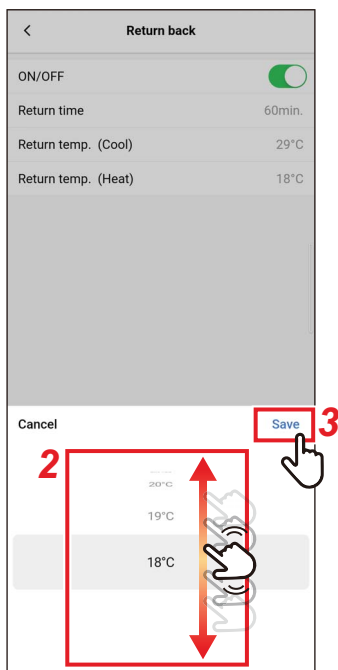 Return back
ON/OFF
Return time 60min.
Return temp. (Cool) 29°C
Return temp. (Heat) 18°C
Cancel Save 3
2
20°C
19°C
18°C